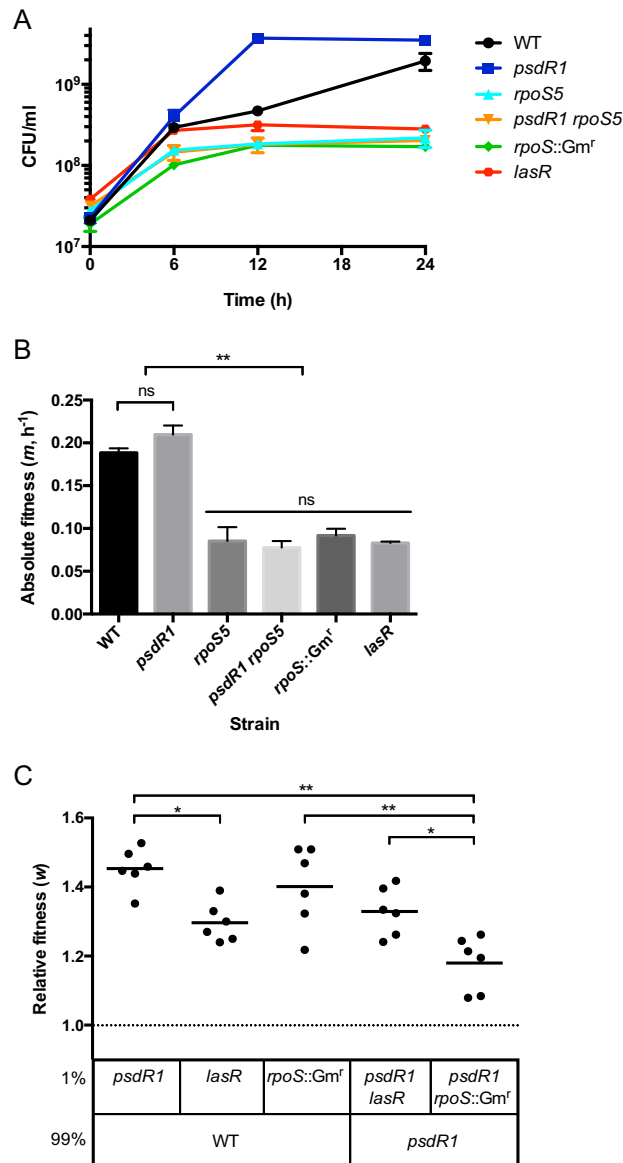 A
CFU/ml
10⁹
10⁸
10⁷
0
6
12
18
24
Time (h)
WT
psdR1
rpoS5
psdR1 rpoS5
rpoS::Gmʳ
lasR
B
**
ns
ns
Absolute fitness (m, h⁻¹)
0.25
0.20
0.15
0.10
0.05
0.00
WT
psdR1
rpoS5
psdR1 rpoS5
rpoS::Gmʳ
lasR
Strain
C
**
*
**
*
Relative fitness (w)
1.6
1.4
1.2
1.0
1%
psdR1
lasR
rpoS::Gmʳ
psdR1
lasR
psdR1
rpoS::Gmʳ
99%
WT
psdR1